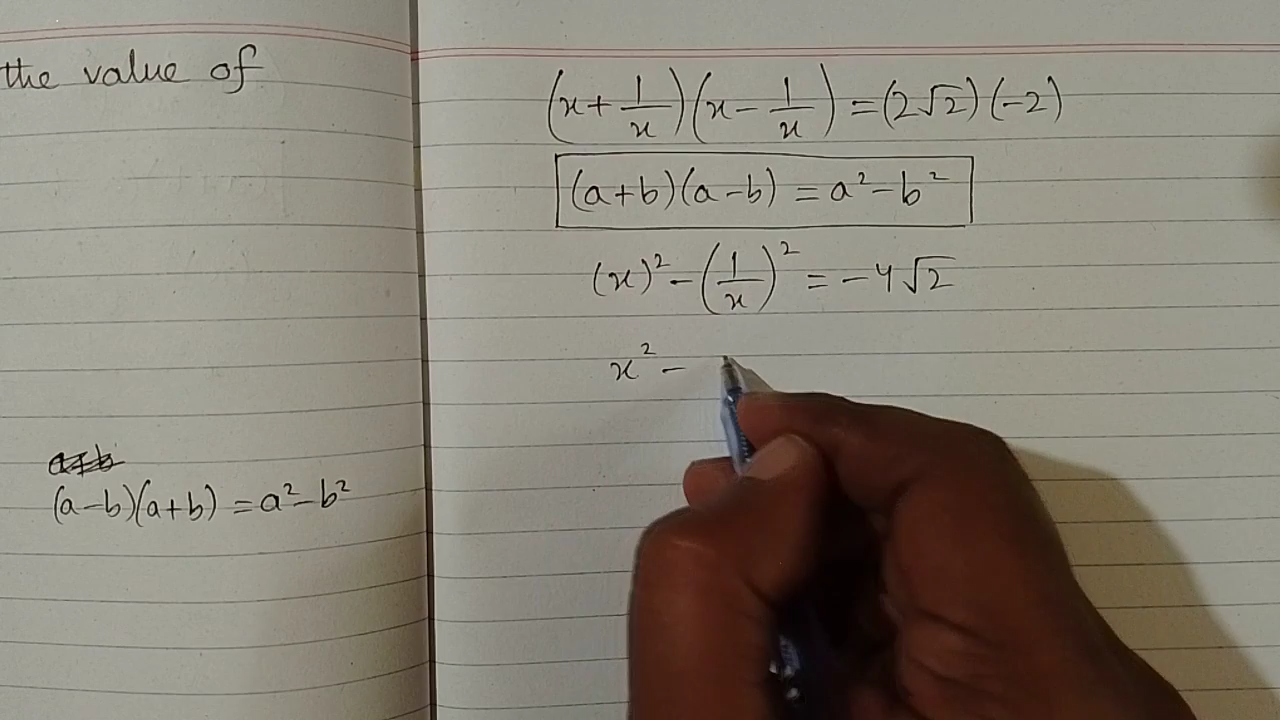 the value of
a+b
(a-b)(a+b) = a²-b²
(x + 1/x)(x - 1/x) = (2√2)(-2)
(a+b)(a-b) = a²-b²
(x)² - (1/x)² = -4√2
x² -